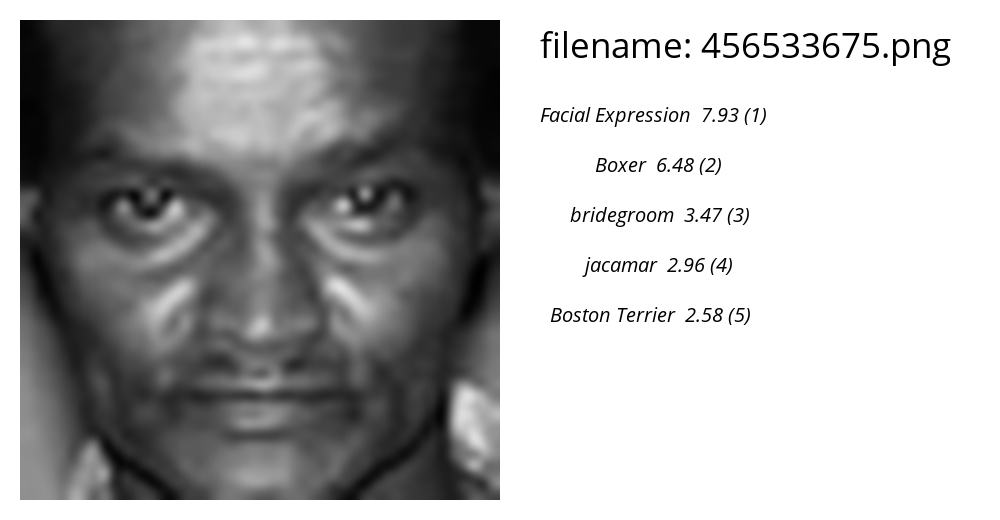 filename: 456533675.png
Facial Expression 7.93 (1)
Boxer 6.48 (2)
bridegroom 3.47 (3)
jacamar 2.96 (4)
Boston Terrier 2.58 (5)